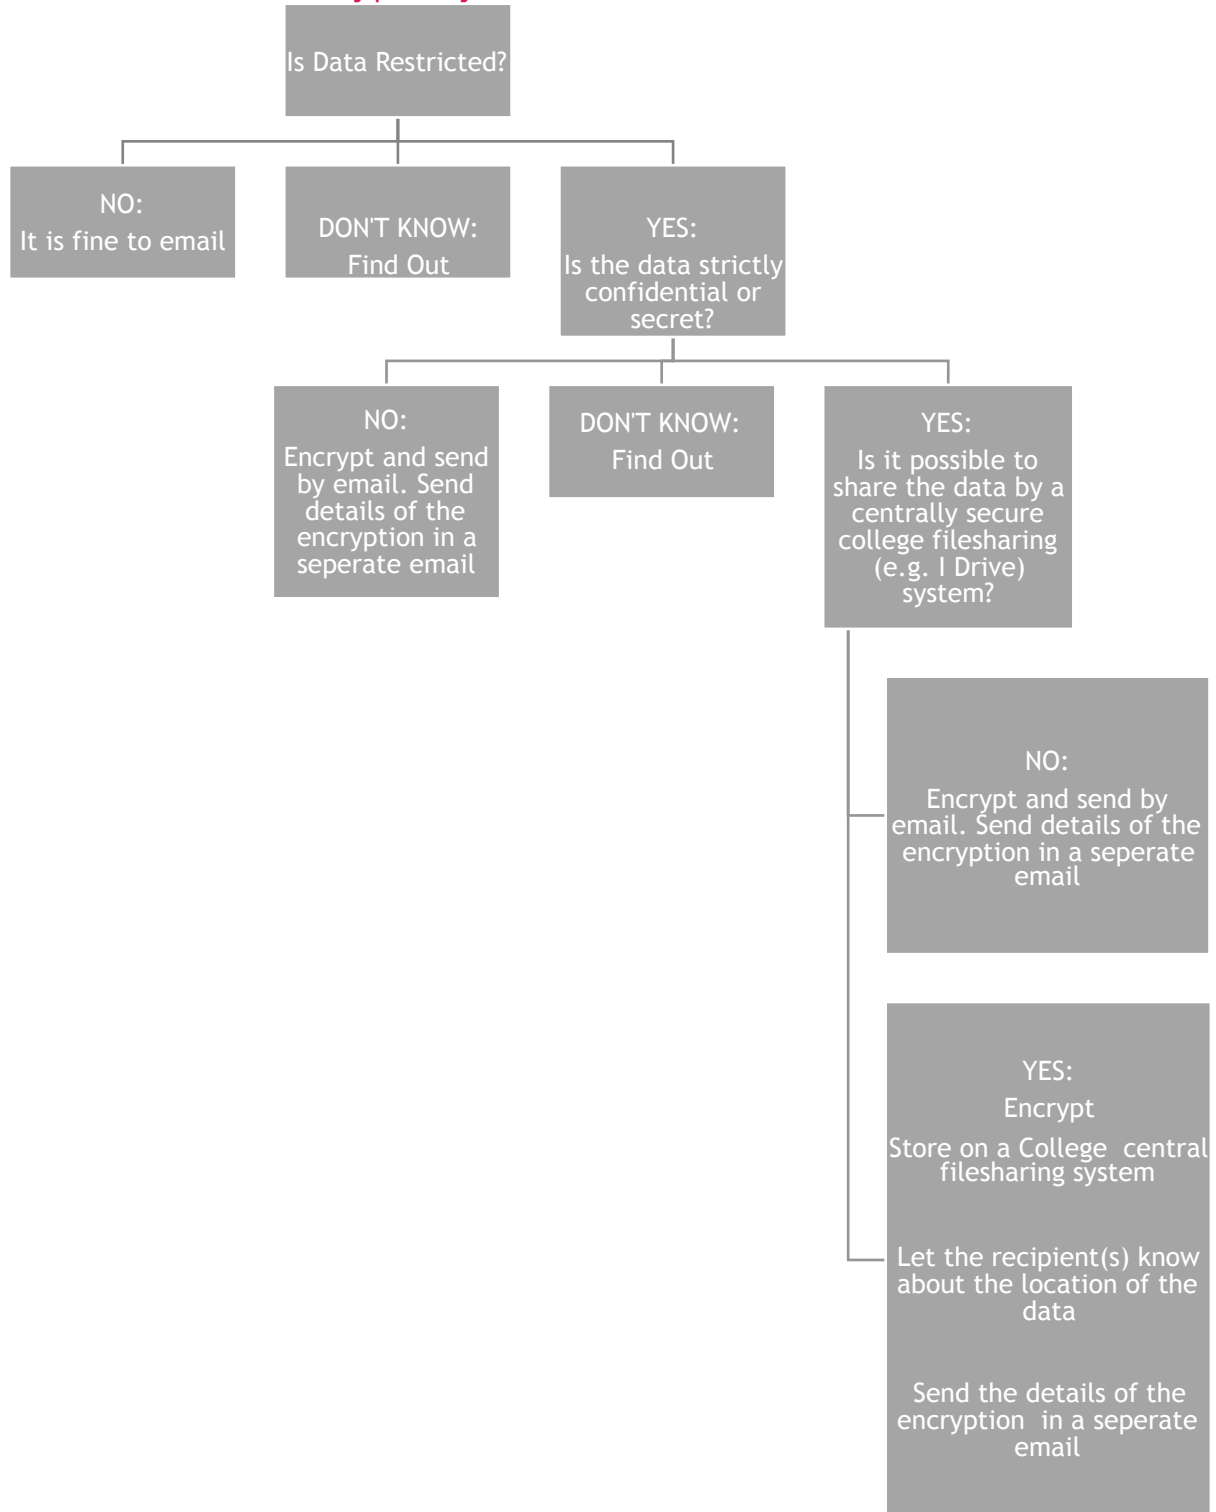 Is Data Restricted?
NO:
It is fine to email
DON'T KNOW:
Find Out
YES:
Is the data strictly
confidential or
secret?
NO:
Encrypt and send
by email. Send
details of the
encryption in a
seperate email
DON'T KNOW:
Find Out
YES:
Is it possible to
share the data by a
centrally secure
college filesharing
(e.g. I Drive)
system?
NO:
Encrypt and send by
email. Send details of the
encryption in a seperate
email
YES:
Encrypt
Store on a College central
filesharing system
Let the recipient(s) know
about the location of the
data
Send the details of the
encryption in a seperate
email